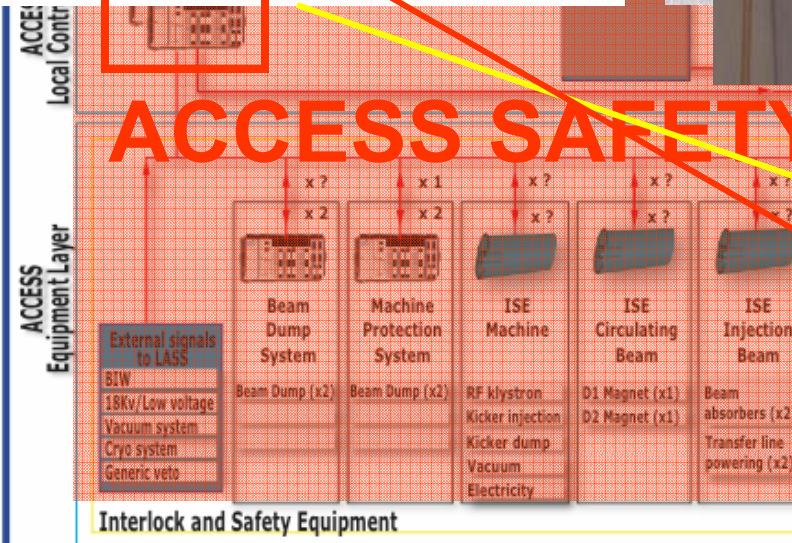 ACCESS
Local Contr
ACCESS SAFETY
x ?
x 1
x ?
x ?
x ?
x 2
x 2
x ?
x ?
x ?
ACCESS
Equipment Layer
External signals
to LASS
BIW
18Kv/Low voltage
Vacuum system
Cryo system
Generic veto
Beam
Dump
System
Beam Dump (x2)
Machine
Protection
System
Beam Dump (x2)
ISE
Machine
RF klystron
Kicker injection
Kicker dump
Vacuum
Electricity
ISE
Circulating
Beam
D1 Magnet (x1)
D2 Magnet (x1)
ISE
Injection
Beam
Beam
absorbers (x2
Transfer line
powering (x2)
Interlock and Safety Equipment